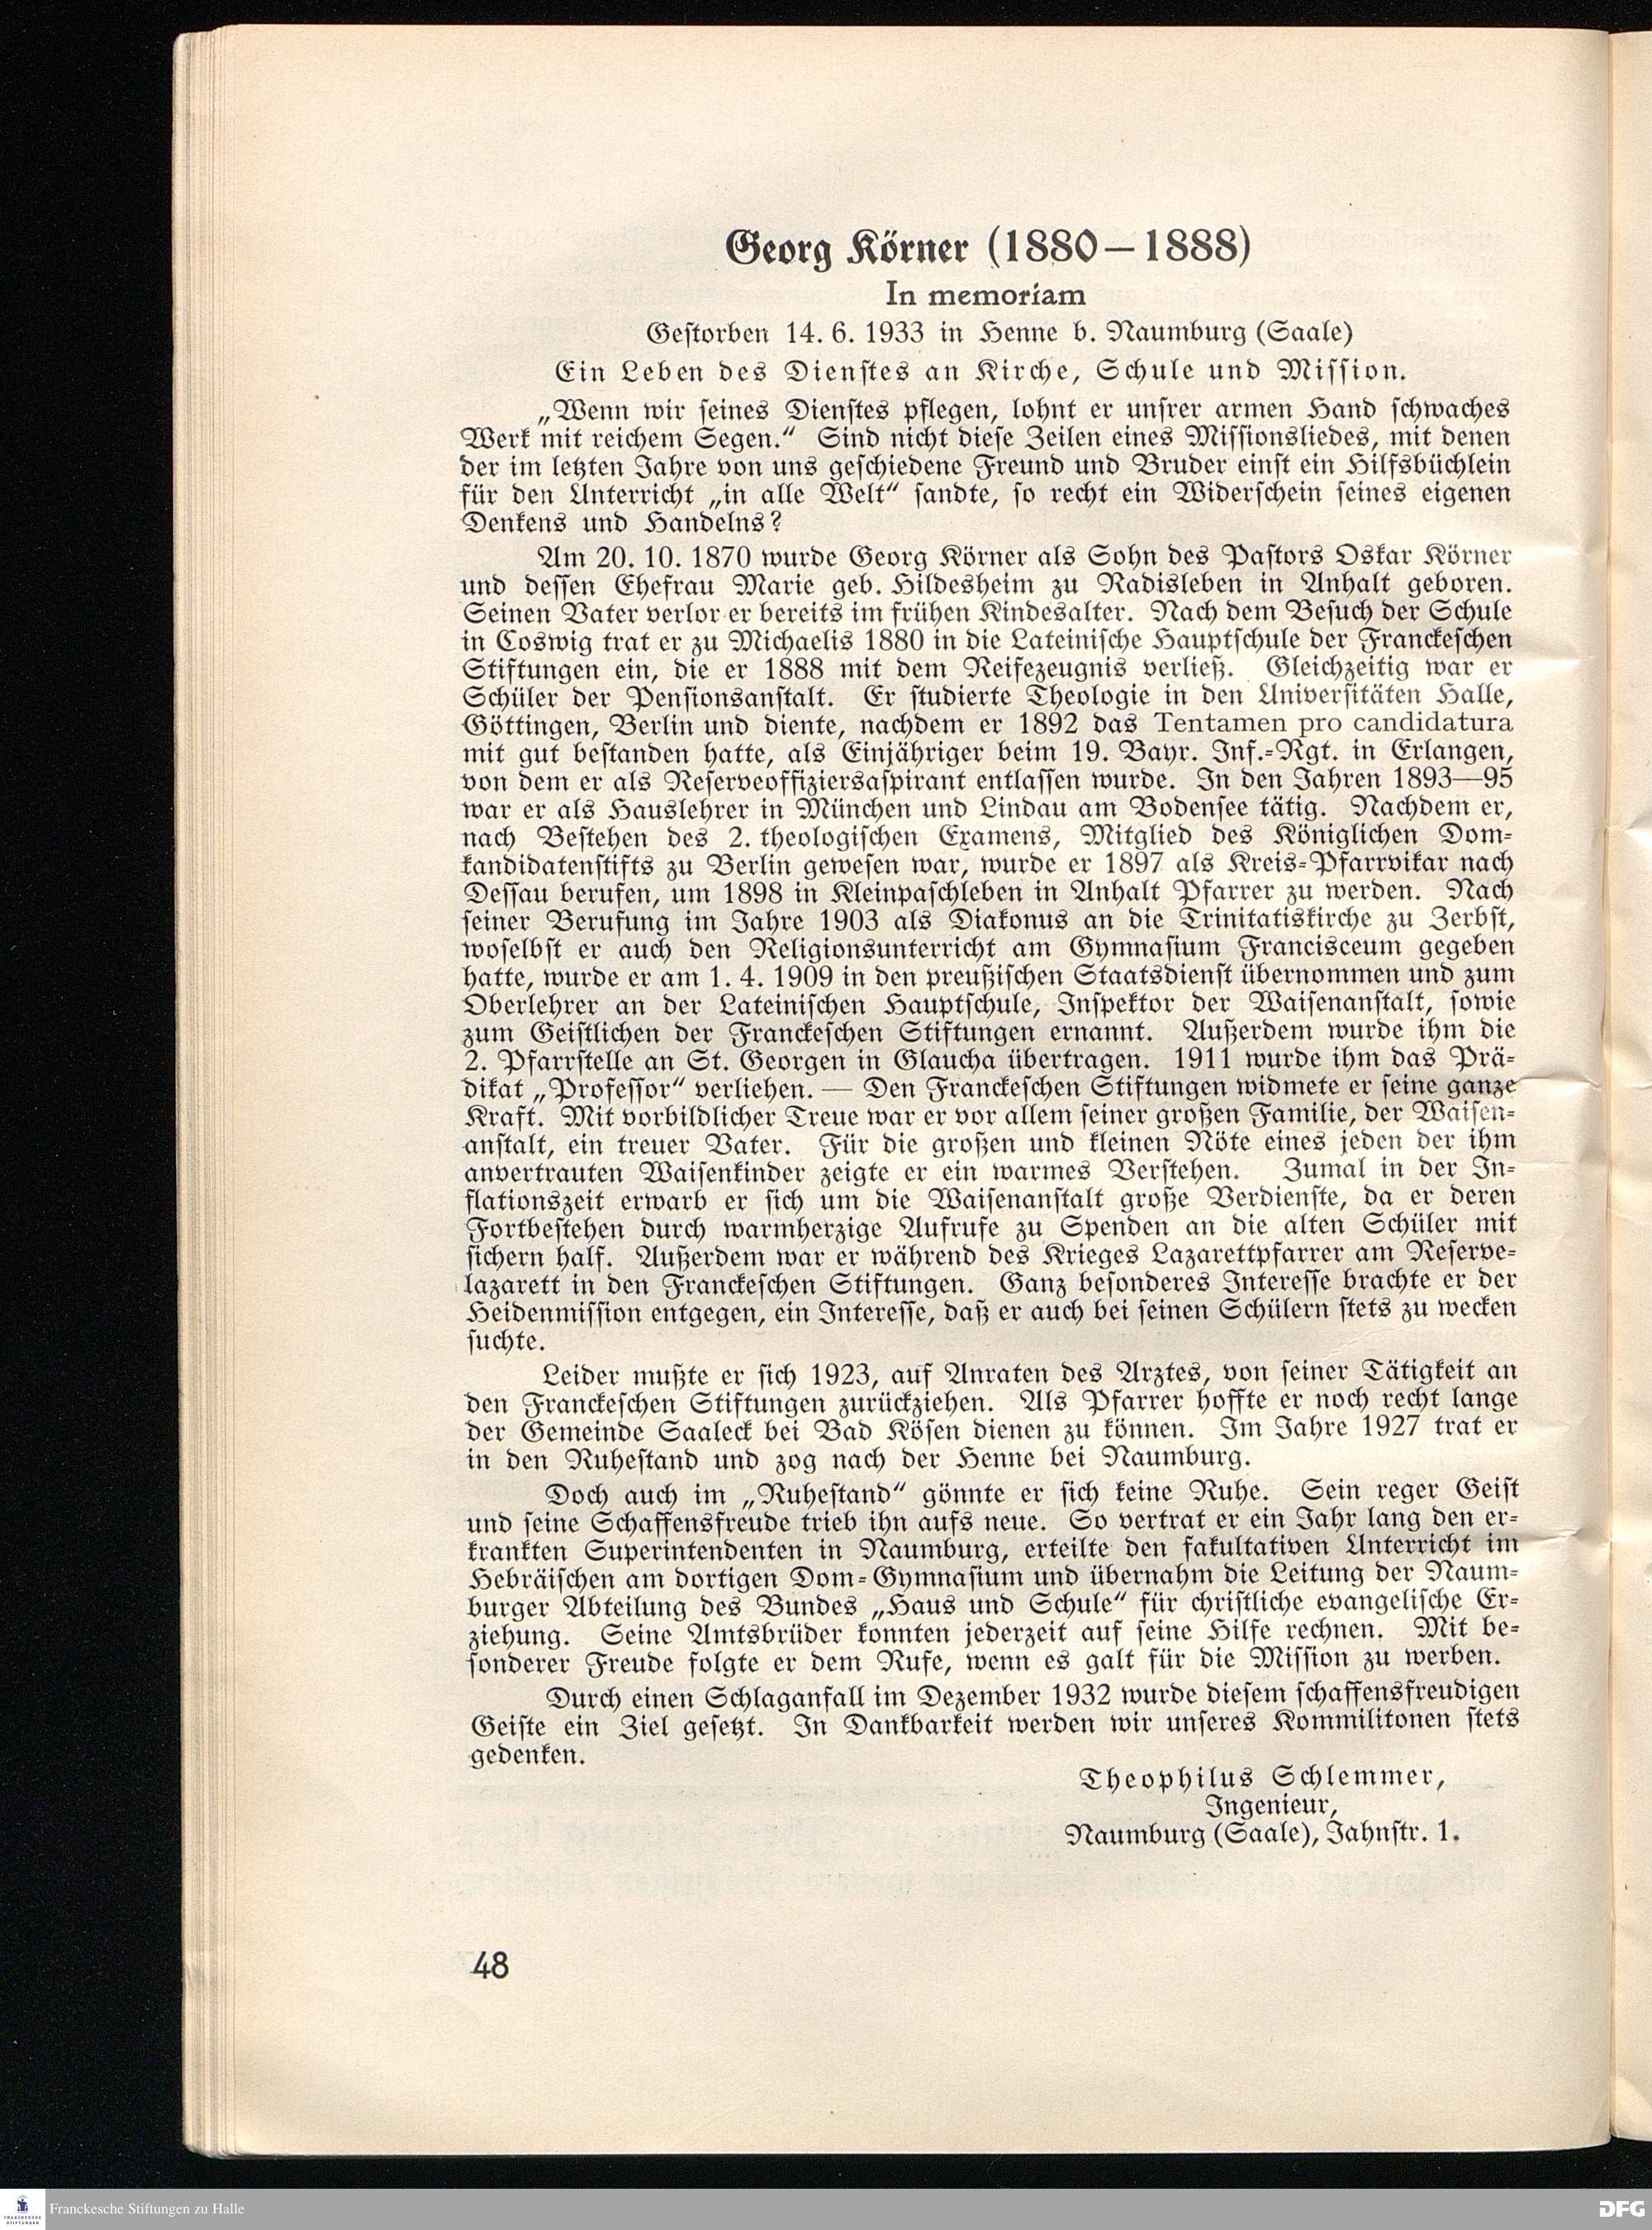 Georg Körner (1880—1888)
In memoriam
Gestorben 14. 6. 1933 in Henne b. Naumburg (Saale)
Ein Leben des Dienstes an Kirche, Schule und Mission.
„Wenn wir seines Dienstes pflegen, lohnt er unsrer armen Hand schwaches
Werk mit reichem Segen.“ Sind nicht diese Zeilen eines Missionsliedes, mit denen
der im letzten Jahre von uns geschiedene Freund und Bruder einst ein Hilfsbüchlein
für den Unterricht „in alle Welt“ sandte, so recht ein Widerschein seines eigenen
Denkens und Handelns?
Am 20. 10. 1870 wurde Georg Körner als Sohn des Pastors Oskar Körner
und dessen Ehefrau Marie geb. Hildesheim zu Radisleben in Anhalt geboren.
Seinen Vater verlor er bereits im frühen Kindesalter. Nach dem Besuch der Schule
in Coswig trat er zu Michaelis 1880 in die Lateinische Hauptschule der Franckeschen
Stiftungen ein, die er 1888 mit dem Reifezeugnis verließ. Gleichzeitig war er
Schüler der Pensionsanstalt. Er studierte Theologie in den Universitäten Halle,
Göttingen, Berlin und diente, nachdem er 1892 das Tentamen pro candidatura
mit gut bestanden hatte, als Einjähriger beim 19. Bayr. Inf.-Rgt. in Erlangen,
von dem er als Reserveoffiziersaspirant entlassen wurde. In den Jahren 1893—95
war er als Hauslehrer in München und Lindau am Bodensee tätig. Nachdem er,
nach Bestehen des 2. theologischen Examens, Mitglied des Königlichen Dom-
kandidatenstifts zu Berlin gewesen war, wurde er 1897 als Kreis-Pfarrvikar nach
Dessau berufen, um 1898 in Kleinpaschleben in Anhalt Pfarrer zu werden. Nach
seiner Berufung im Jahre 1903 als Diakonus an die Trinitatiskirche zu Zerbst,
woselbst er auch den Religionsunterricht am Gymnasium Francisceum gegeben
hatte, wurde er am 1. 4. 1909 in den preußischen Staatsdienst übernommen und zum
Oberlehrer an der Lateinischen Hauptschule, Inspektor der Waisenanstalt, sowie
zum Geistlichen der Franckeschen Stiftungen ernannt. Außerdem wurde ihm die
2. Pfarrstelle an St. Georgen in Glaucha übertragen. 1911 wurde ihm das Prä-
dikat „Professor“ verliehen. — Den Franckeschen Stiftungen widmete er seine ganze
Kraft. Mit vorbildlicher Treue war er vor allem seiner großen Familie, der Waisen-
anstalt, ein treuer Vater. Für die großen und kleinen Nöte eines jeden der ihm
anvertrauten Waisenkinder zeigte er ein warmes Verstehen. Zumal in der In-
flationszeit erwarb er sich um die Waisenanstalt große Verdienste, da er deren
Fortbestehen durch warmherzige Aufrufe zu Spenden an die alten Schüler mit
sichern half. Außerdem war er während des Krieges Lazarettpfarrer am Reserve-
lazarett in den Franckeschen Stiftungen. Ganz besonderes Interesse brachte er der
Heidenmission entgegen, ein Interesse, daß er auch bei seinen Schülern stets zu wecken
suchte.
Leider mußte er sich 1923, auf Anraten des Arztes, von seiner Tätigkeit an
den Franckeschen Stiftungen zurückziehen. Als Pfarrer hoffte er noch recht lange
der Gemeinde Saaleck bei Bad Kösen dienen zu können. Im Jahre 1927 trat er
in den Ruhestand und zog nach der Henne bei Naumburg.
Doch auch im „Ruhestand“ gönnte er sich keine Ruhe. Sein reger Geist
und seine Schaffensfreude trieb ihn aufs neue. So vertrat er ein Jahr lang den er-
krankten Superintendenten in Naumburg, erteilte den fakultativen Unterricht im
Hebräischen am dortigen Dom-Gymnasium und übernahm die Leitung der Naum-
burger Abteilung des Bundes „Haus und Schule“ für christliche evangelische Er-
ziehung. Seine Amtsbrüder konnten jederzeit auf seine Hilfe rechnen. Mit be-
sonderer Freude folgte er dem Rufe, wenn es galt für die Mission zu werben.
Durch einen Schlaganfall im Dezember 1932 wurde diesem schaffensfreudigen
Geiste ein Ziel gesetzt. In Dankbarkeit werden wir unseres Kommilitonen stets
gedenken.
Theophilus Schlemmer,
Ingenieur,
Naumburg (Saale), Jahnstr. 1.
48
FRANCKESCHE
STIFTUNGEN
Franckesche Stiftungen zu Halle
DFG